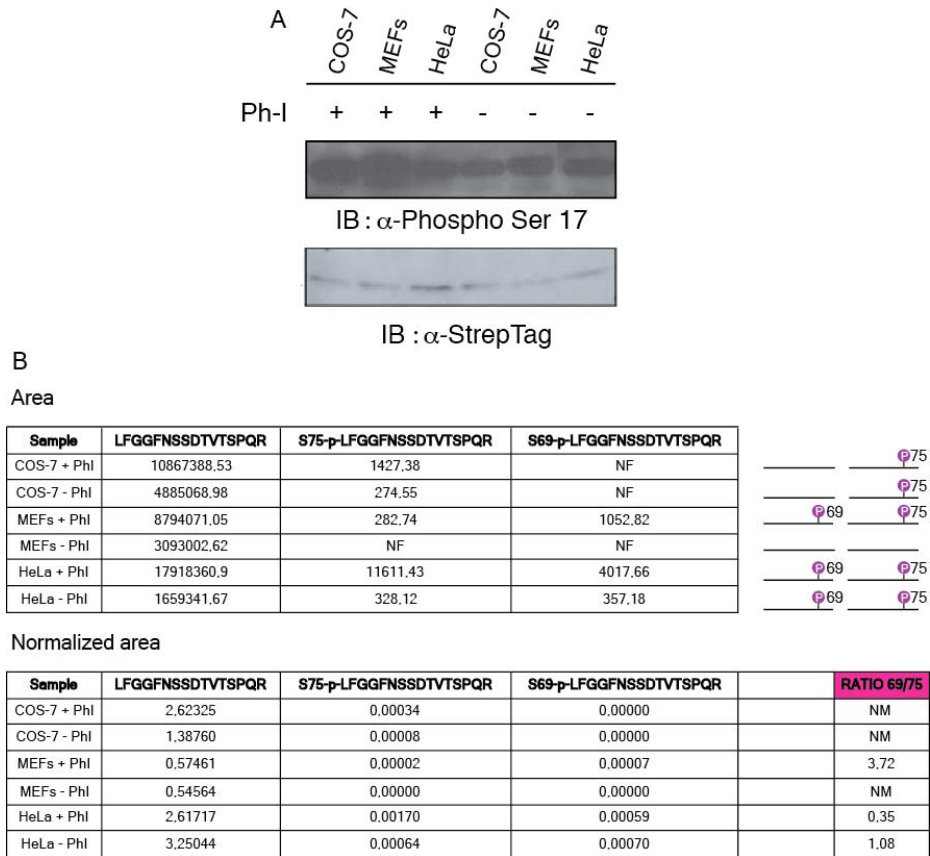 A
COS-7 MEFs HeLa COS-7 MEFs HeLa
Ph-I + + + - - -
IB : α-Phospho Ser 17
IB : α-StrepTag
B
Area
Sample LFGGFNSSDTVTSPQR S75-p-LFGGFNSSDTVTSPQR S69-p-LFGGFNSSDTVTSPQR
COS-7 + PhI 10867388,53 1427,38 NF P 75
COS-7 - PhI 4885068,98 274,55 NF P 75
MEFs + PhI 8794071,05 282,74 1052,82 P 69 P 75
MEFs - PhI 3093002,62 NF NF
HeLa + PhI 17918360,9 11611,43 4017,66 P 69 P 75
HeLa - PhI 1659341,67 328,12 357,18 P 69 P 75
Normalized area
Sample LFGGFNSSDTVTSPQR S75-p-LFGGFNSSDTVTSPQR S69-p-LFGGFNSSDTVTSPQR RATIO 69/75
COS-7 + PhI 2,62325 0,00034 0,00000 NM
COS-7 - PhI 1,38760 0,00008 0,00000 NM
MEFs + PhI 0,57461 0,00002 0,00007 3,72
MEFs - PhI 0,54564 0,00000 0,00000 NM
HeLa + PhI 2,61717 0,00170 0,00059 0,35
HeLa - PhI 3,25044 0,00064 0,00070 1,08